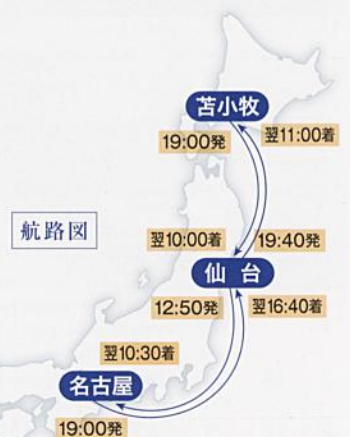 苫小牧
19:00発
翌11:00着
航路図
翌10:00着
19:40発
仙台
12:50発
翌16:40着
翌10:30着
名古屋
19:00発